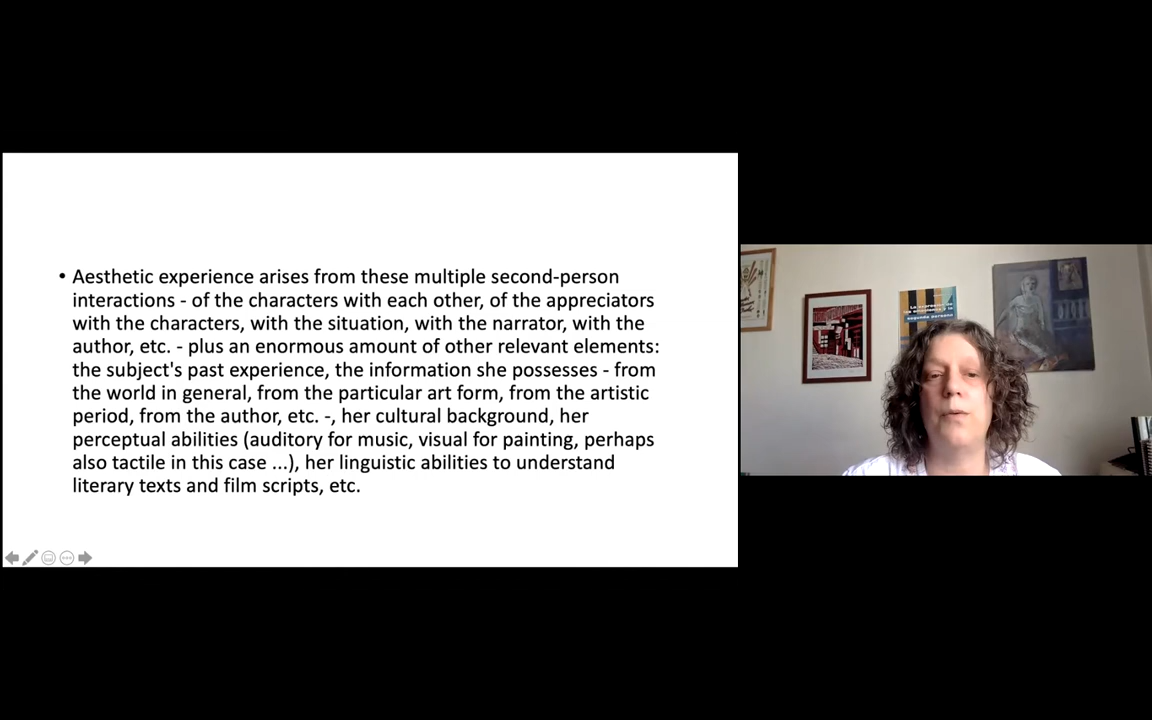 • Aesthetic experience arises from these multiple second-person
interactions - of the characters with each other, of the appreciators
with the characters, with the situation, with the narrator, with the
author, etc. - plus an enormous amount of other relevant elements:
the subject's past experience, the information she possesses - from
the world in general, from the particular art form, from the artistic
period, from the author, etc. -, her cultural background, her
perceptual abilities (auditory for music, visual for painting, perhaps
also tactile in this case ...), her linguistic abilities to understand
literary texts and film scripts, etc.
segunda persona